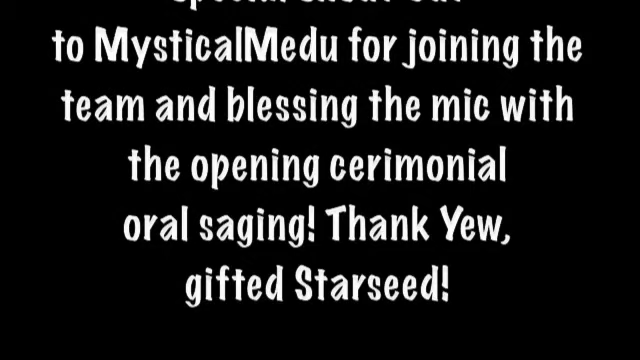 to MysticalMedu for joining the
team and blessing the mic with
the opening cerimonial
oral saging! Thank Yew,
gifted Starseed!